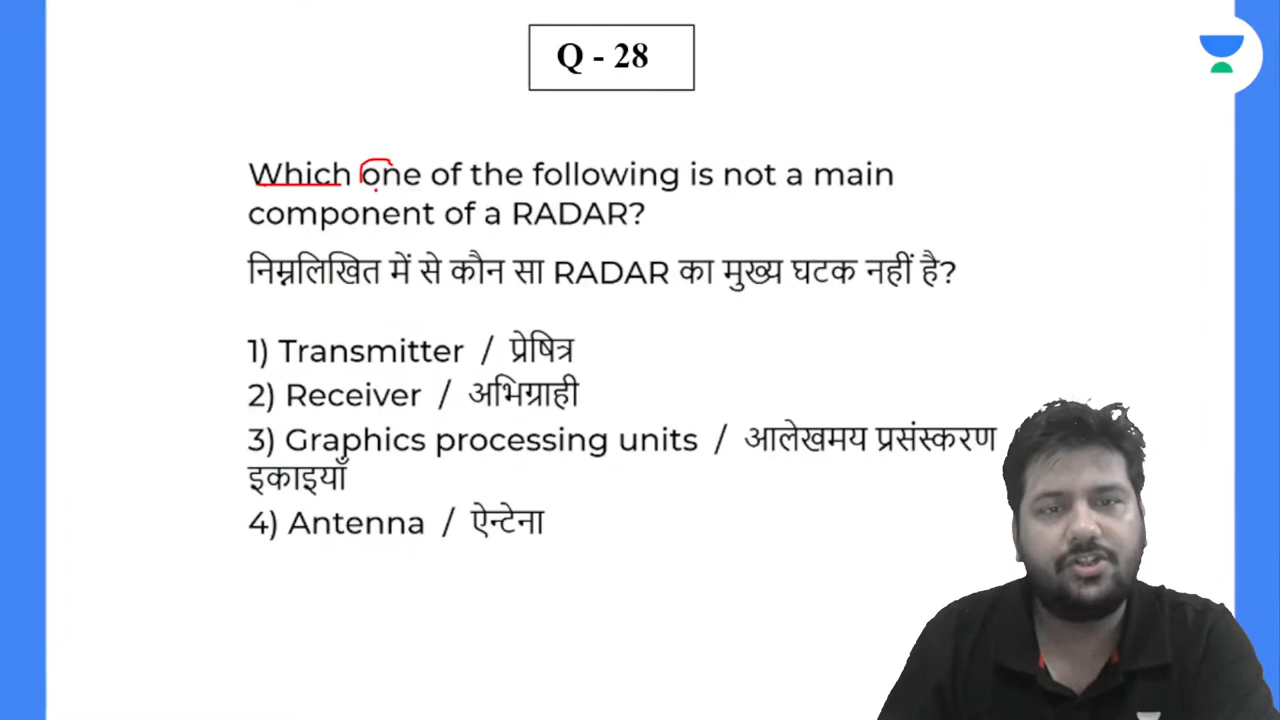 Q - 28
Which one of the following is not a main
component of a RADAR?
निम्नलिखित में से कौन सा RADAR का मुख्य घटक नहीं है?
1) Transmitter / प्रेषित्र
2) Receiver / अभिग्राही
3) Graphics processing units / आलेखमय प्रसंस्करण
इकाइयाँ
4) Antenna / ऐन्टेना